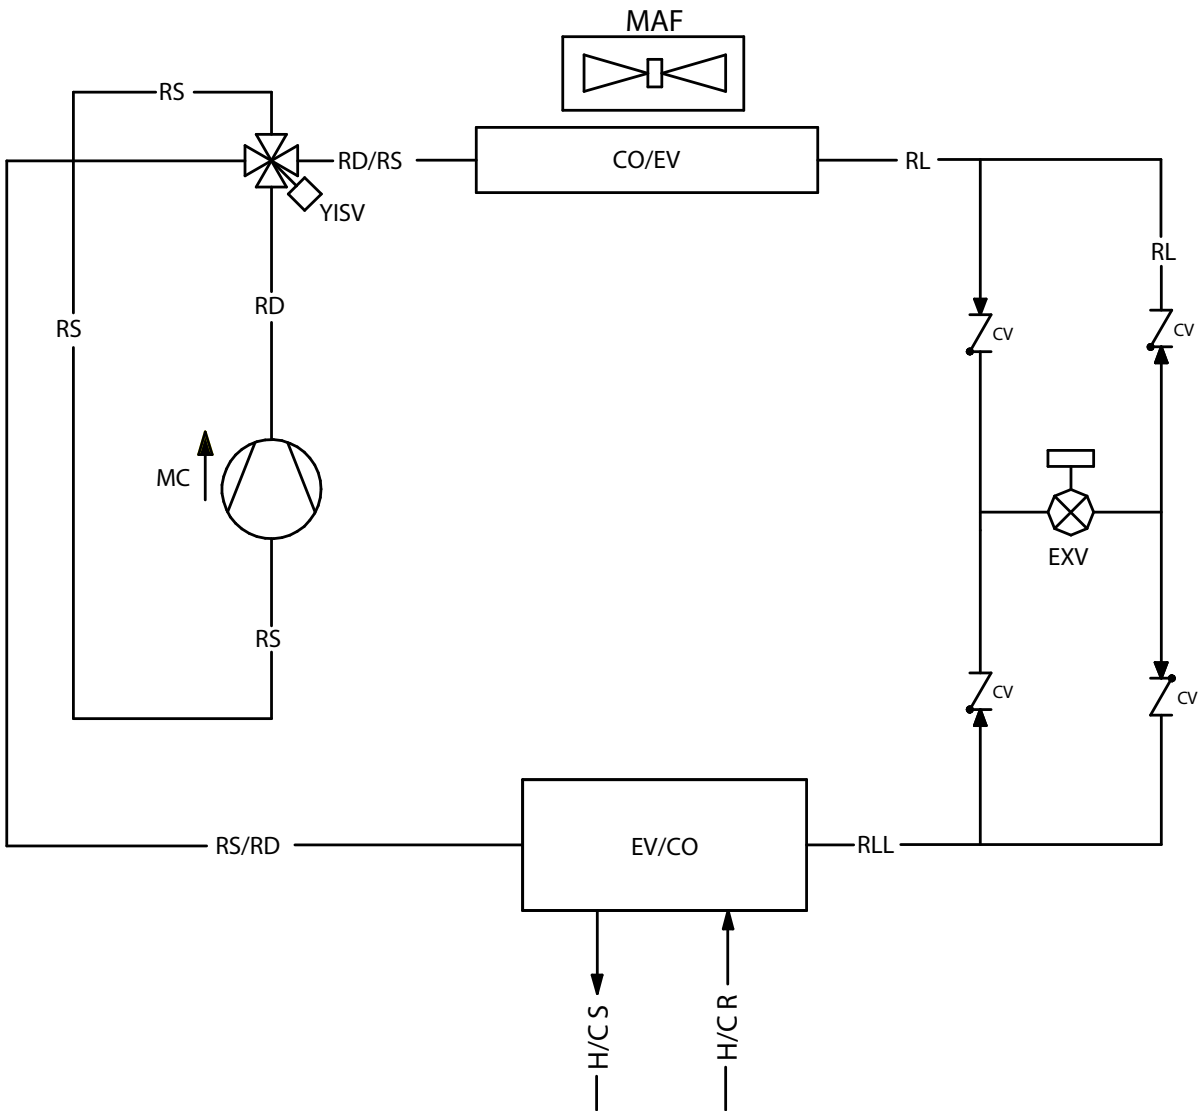 MAF
RS
RD/RS
CO/EV
RL
YISV
RL
RD
RS
CV
CV
MC
EXV
RS
CV
CV
RS/RD
EV/CO
RLL
H/C S
H/C R